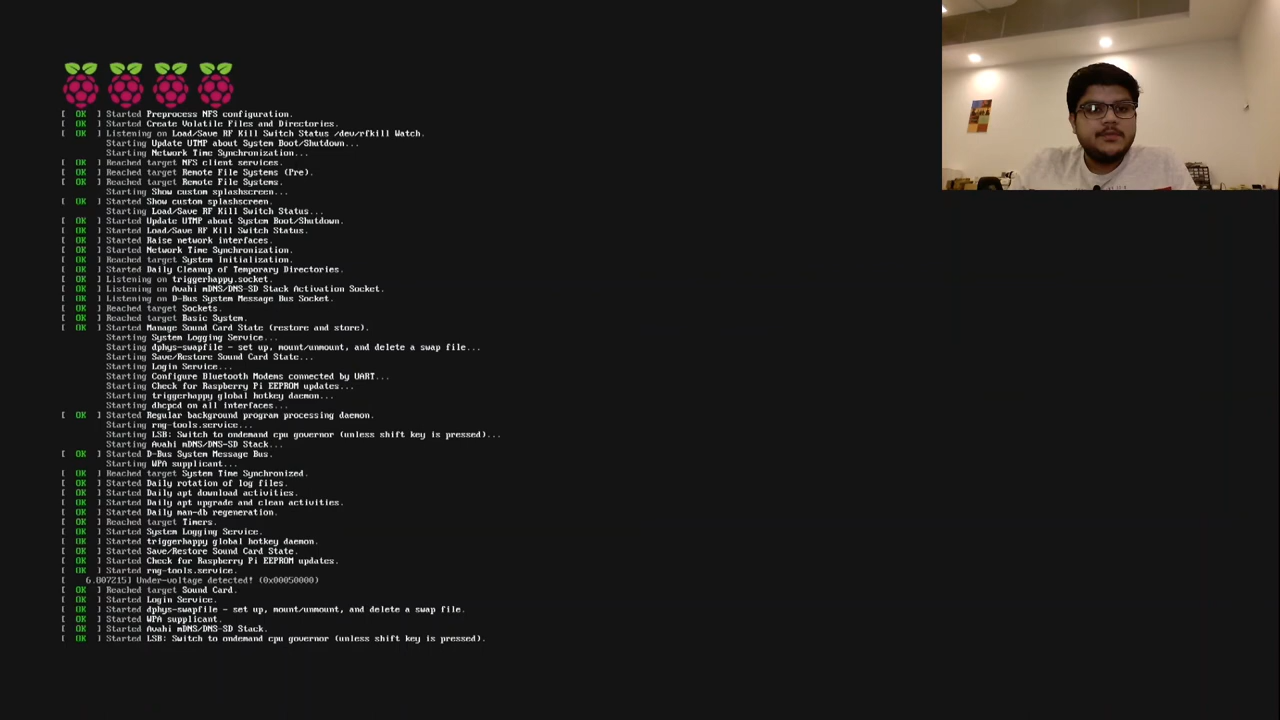 [  OK  ] Started Preprocess NFS configuration.
[  OK  ] Started Create Volatile Files and Directories.
[  OK  ] Listening on Load/Save RF Kill Switch Status /dev/rfkill Watch.
Starting Update UTMP about System Boot/Shutdown...
Starting Network Time Synchronization...
[  OK  ] Reached target NFS client services.
[  OK  ] Reached target Remote File Systems (Pre).
[  OK  ] Reached target Remote File Systems.
Starting Show custom splashscreen...
[  OK  ] Started Show custom splashscreen.
Starting Load/Save RF Kill Switch Status...
[  OK  ] Started Update UTMP about System Boot/Shutdown.
[  OK  ] Started Load/Save RF Kill Switch Status.
[  OK  ] Started Raise network interfaces.
[  OK  ] Started Network Time Synchronization.
[  OK  ] Reached target System Initialization.
[  OK  ] Started Daily Cleanup of Temporary Directories.
[  OK  ] Listening on triggerhappy.socket.
[  OK  ] Listening on Avahi mDNS/DNS-SD Stack Activation Socket.
[  OK  ] Listening on D-Bus System Message Bus Socket.
[  OK  ] Reached target Sockets.
[  OK  ] Reached target Basic System.
[  OK  ] Started Manage Sound Card State (restore and store).
Starting System Logging Service...
Starting dphys-swapfile - set up, mount/unmount, and delete a swap file...
Starting Save/Restore Sound Card State...
Starting Login Service...
Starting Configure Bluetooth Modems connected by UART...
Starting Check for Raspberry Pi EEPROM updates...
Starting triggerhappy global hotkey daemon...
Starting dhcpcd on all interfaces...
[  OK  ] Started Regular background program processing daemon.
Starting rng-tools.service...
Starting LSB: Switch to ondemand cpu governor (unless shift key is pressed)...
Starting Avahi mDNS/DNS-SD Stack...
[  OK  ] Started D-Bus System Message Bus.
Starting WPA supplicant...
[  OK  ] Reached target System Time Synchronized.
[  OK  ] Started Daily rotation of log files.
[  OK  ] Started Daily apt download activities.
[  OK  ] Started Daily apt upgrade and clean activities.
[  OK  ] Started Daily man-db regeneration.
[  OK  ] Reached target Timers.
[  OK  ] Started System Logging Service.
[  OK  ] Started triggerhappy global hotkey daemon.
[  OK  ] Started Save/Restore Sound Card State.
[  OK  ] Started Check for Raspberry Pi EEPROM updates.
[  OK  ] Started rng-tools.service.
[    6.807215] Under-voltage detected! (0x00050000)
[  OK  ] Reached target Sound Card.
[  OK  ] Started Login Service.
[  OK  ] Started dphys-swapfile - set up, mount/unmount, and delete a swap file.
[  OK  ] Started WPA supplicant.
[  OK  ] Started Avahi mDNS/DNS-SD Stack.
[  OK  ] Started LSB: Switch to ondemand cpu governor (unless shift key is pressed).